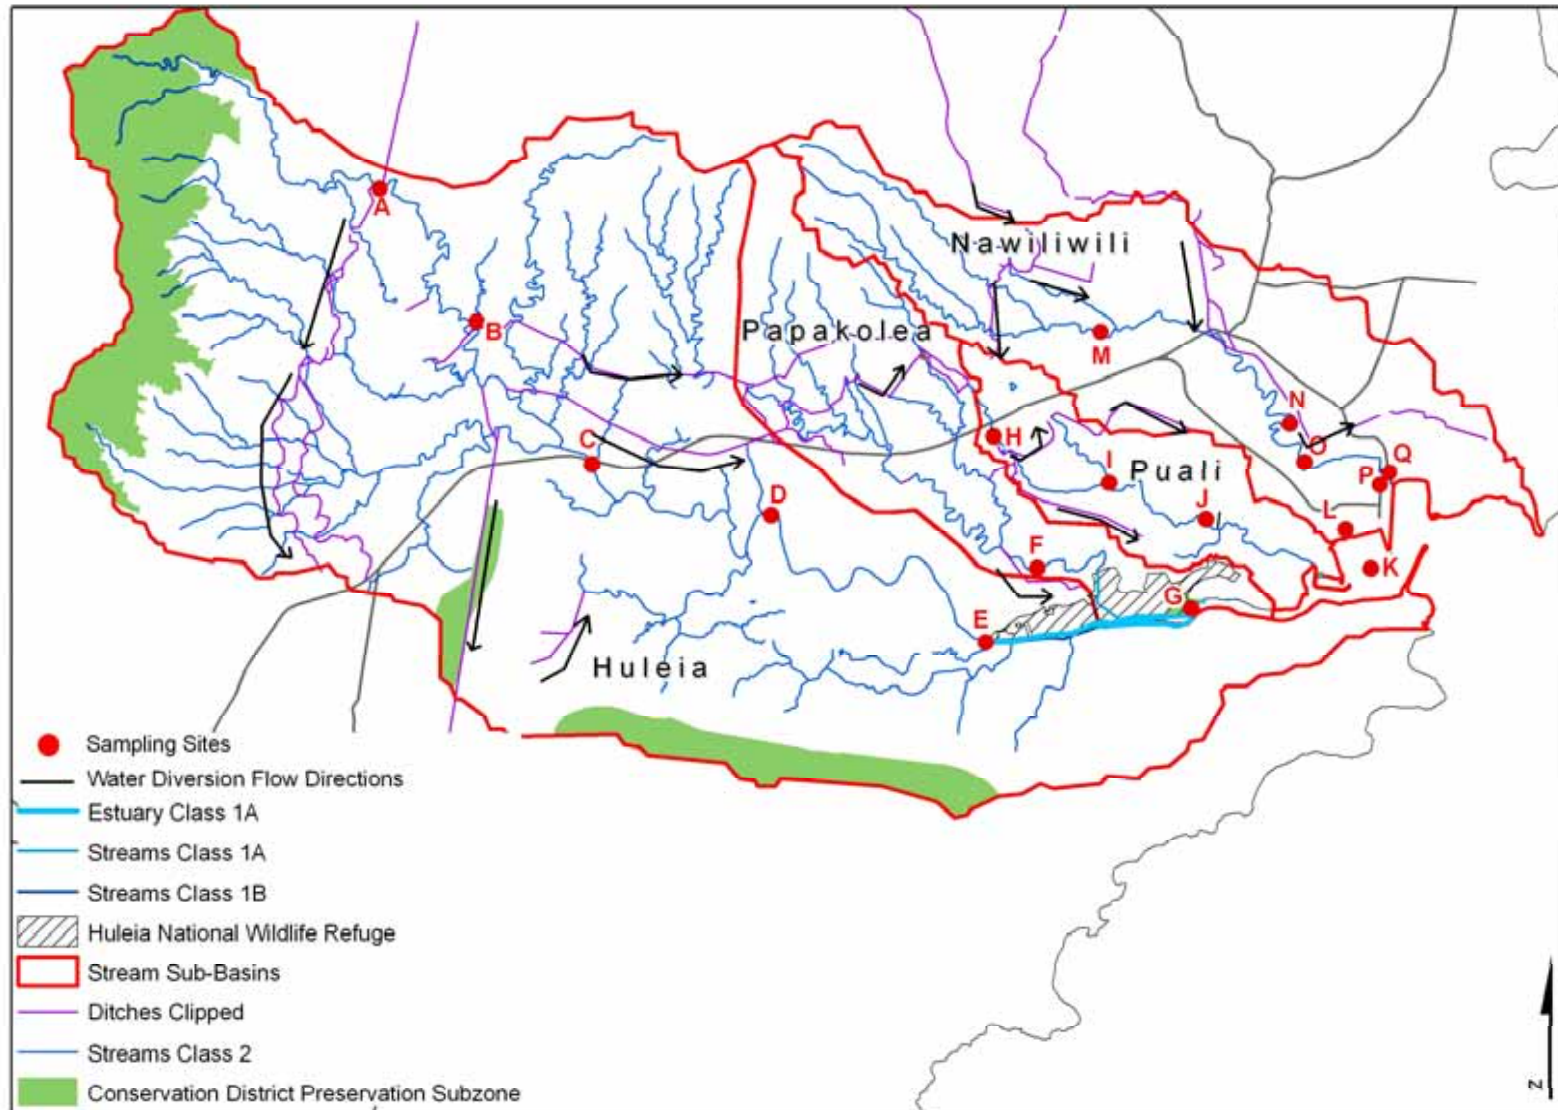 A
Nawiliwili
B
Papakolea
M
N
C
H
O
I
Puali
Q
P
D
J
L
F
K
G
E
Huleia
Sampling Sites
Water Diversion Flow Directions
Estuary Class 1A
Streams Class 1A
Streams Class 1B
Huleia National Wildlife Refuge
Stream Sub-Basins
Ditches Clipped
Streams Class 2
Conservation District Preservation Subzone
N